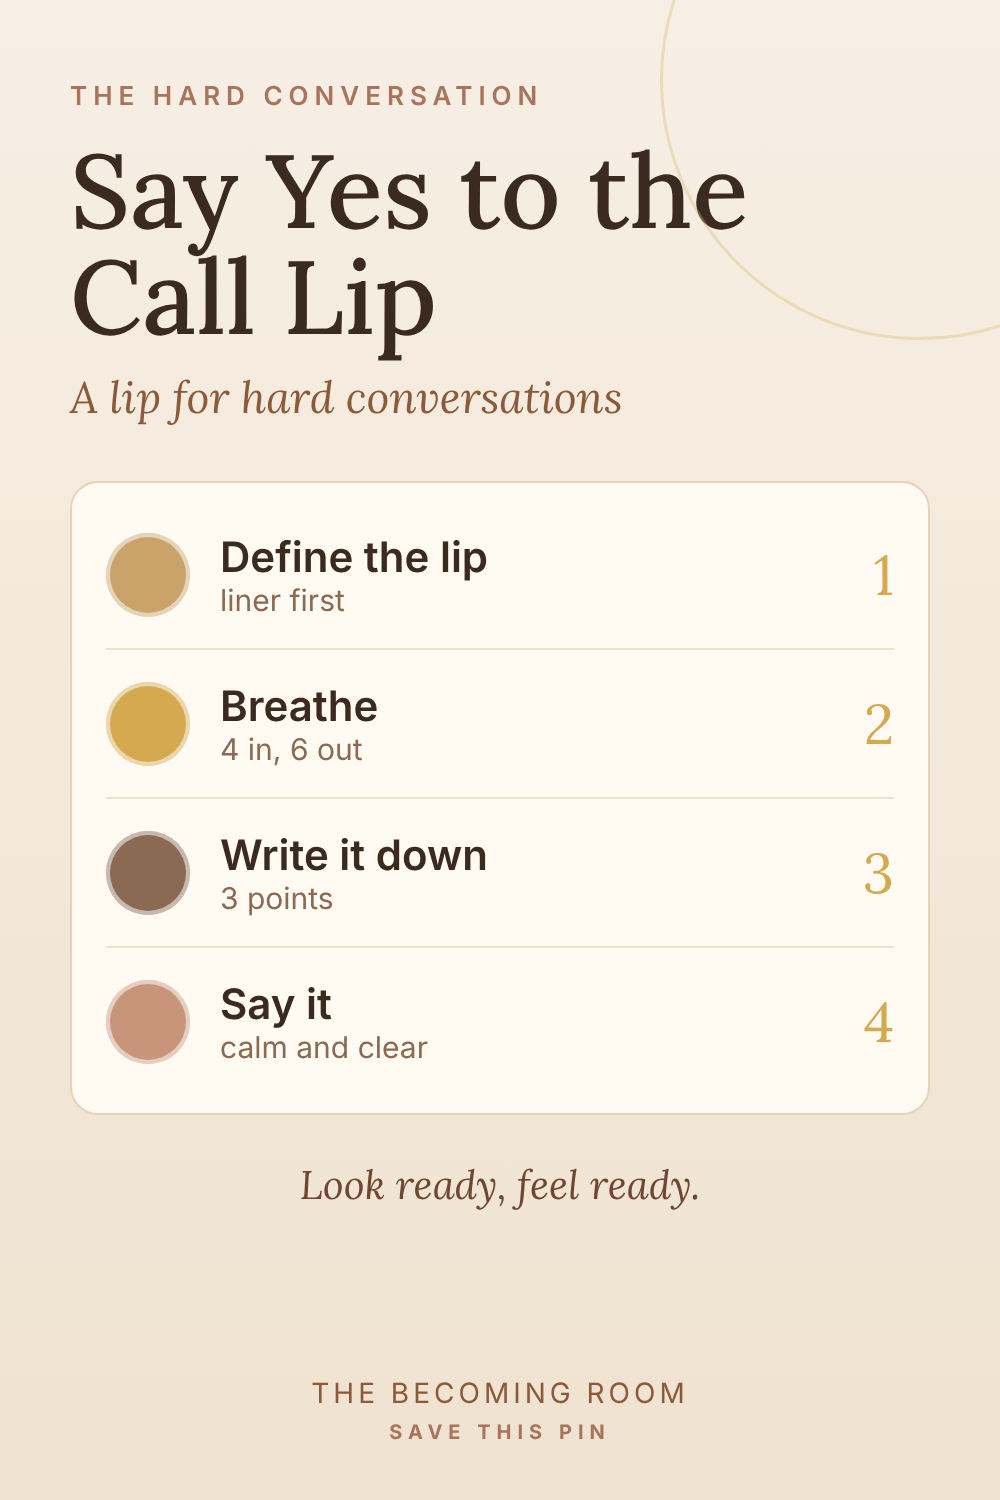 THE HARD CONVERSATION
Say Yes to the
Call Lip
A lip for hard conversations
Define the lip
liner first
1
Breathe
4 in, 6 out
2
Write it down
3 points
3
Say it
calm and clear
4
Look ready, feel ready.
THE BECOMING ROOM
SAVE THIS PIN